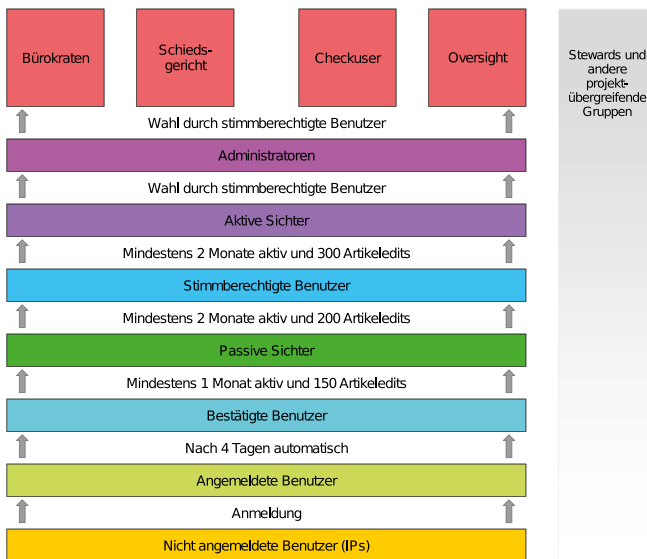 Bürokraten
Schieds-
gericht
Checkuser
Oversight
Stewards und
andere
projekt-
übergreifende
Gruppen
Wahl durch stimmberechtigte Benutzer
Administratoren
Wahl durch stimmberechtigte Benutzer
Aktive Sichter
Mindestens 2 Monate aktiv und 300 Artikeledits
Stimmberechtigte Benutzer
Mindestens 2 Monate aktiv und 200 Artikeledits
Passive Sichter
Mindestens 1 Monat aktiv und 150 Artikeledits
Bestätigte Benutzer
Nach 4 Tagen automatisch
Angemeldete Benutzer
Anmeldung
Nicht angemeldete Benutzer (IPs)